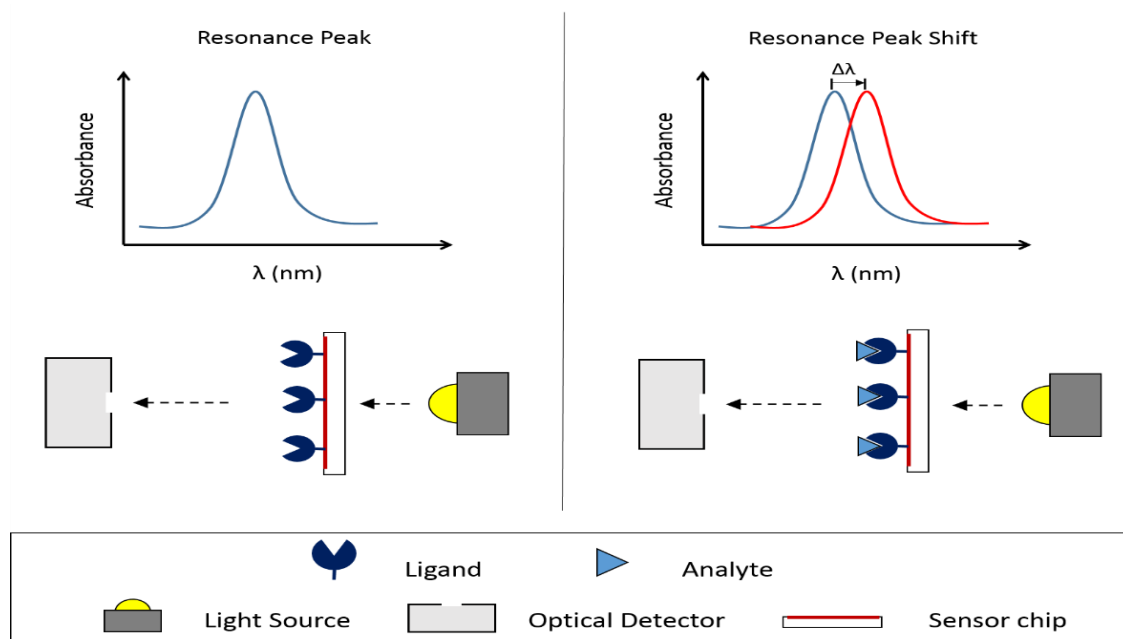 Resonance Peak
Absorbance
λ (nm)
Resonance Peak Shift
Δλ
Absorbance
λ (nm)
Ligand
Analyte
Light Source
Optical Detector
Sensor chip